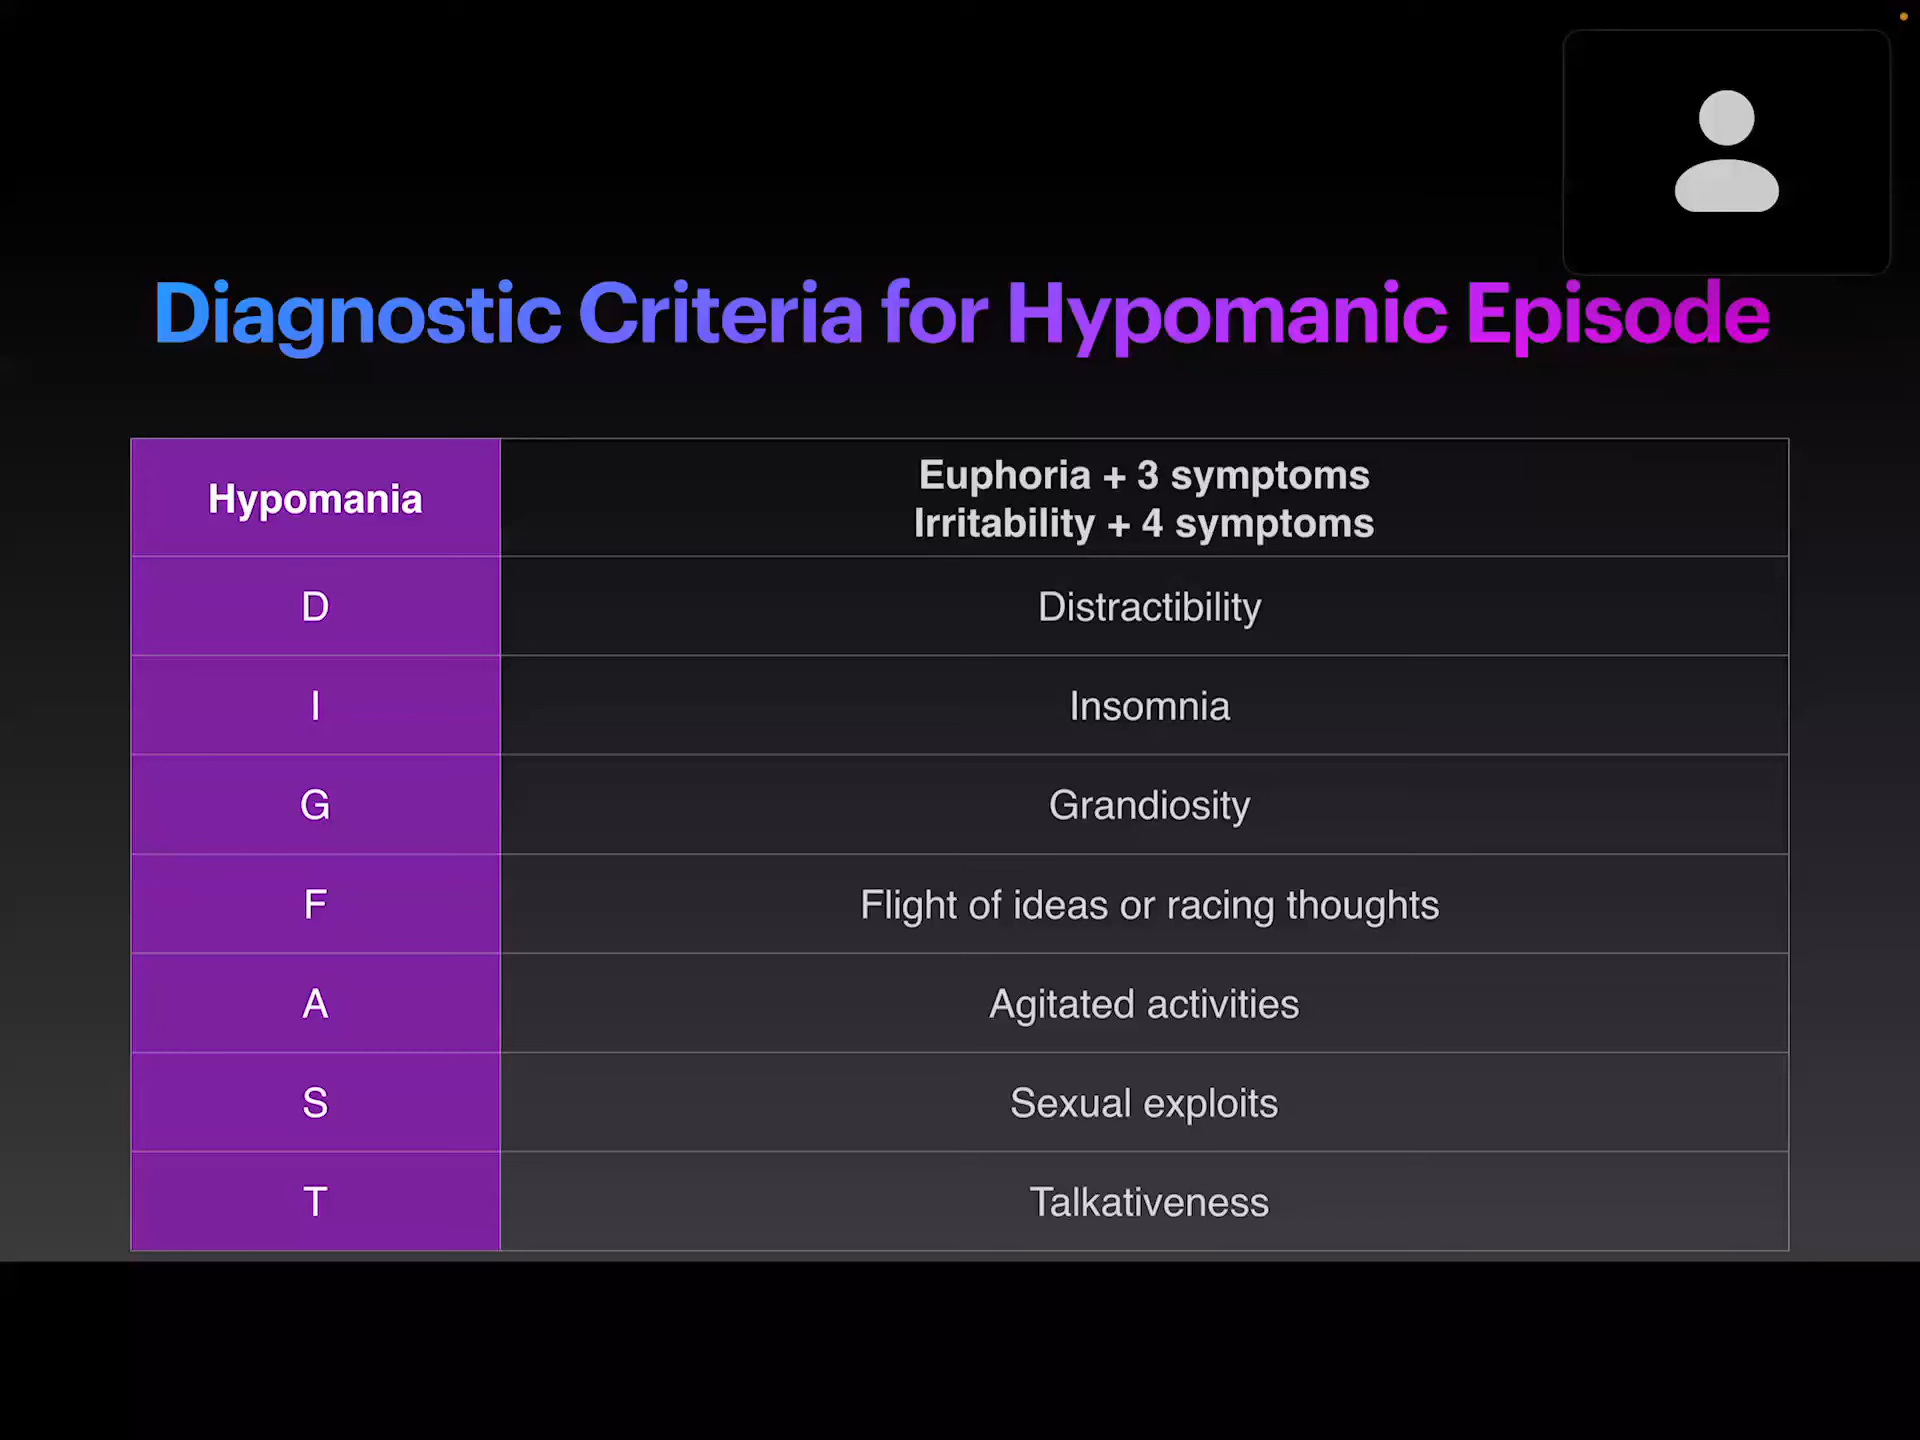 Diagnostic Criteria for Hypomanic Episode
Hypomania
Euphoria + 3 symptoms
Irritability + 4 symptoms
D
Distractibility
I
Insomnia
G
Grandiosity
F
Flight of ideas or racing thoughts
A
Agitated activities
S
Sexual exploits
T
Talkativeness